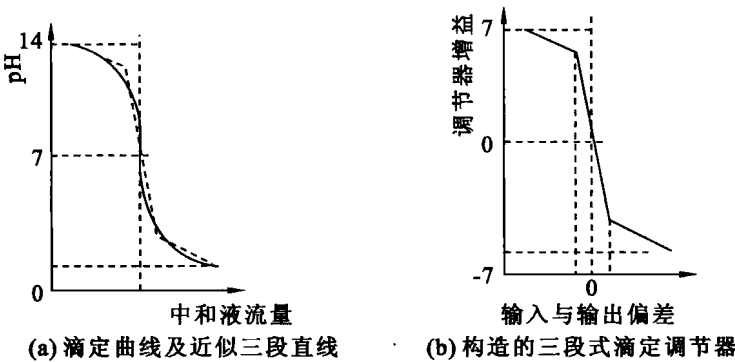 14
pH
7
0
中和液流量
(a) 滴定曲线及近似三段直线
7
调节器增益
0
-7
0
输入与输出偏差
(b) 构造的三段式滴定调节器